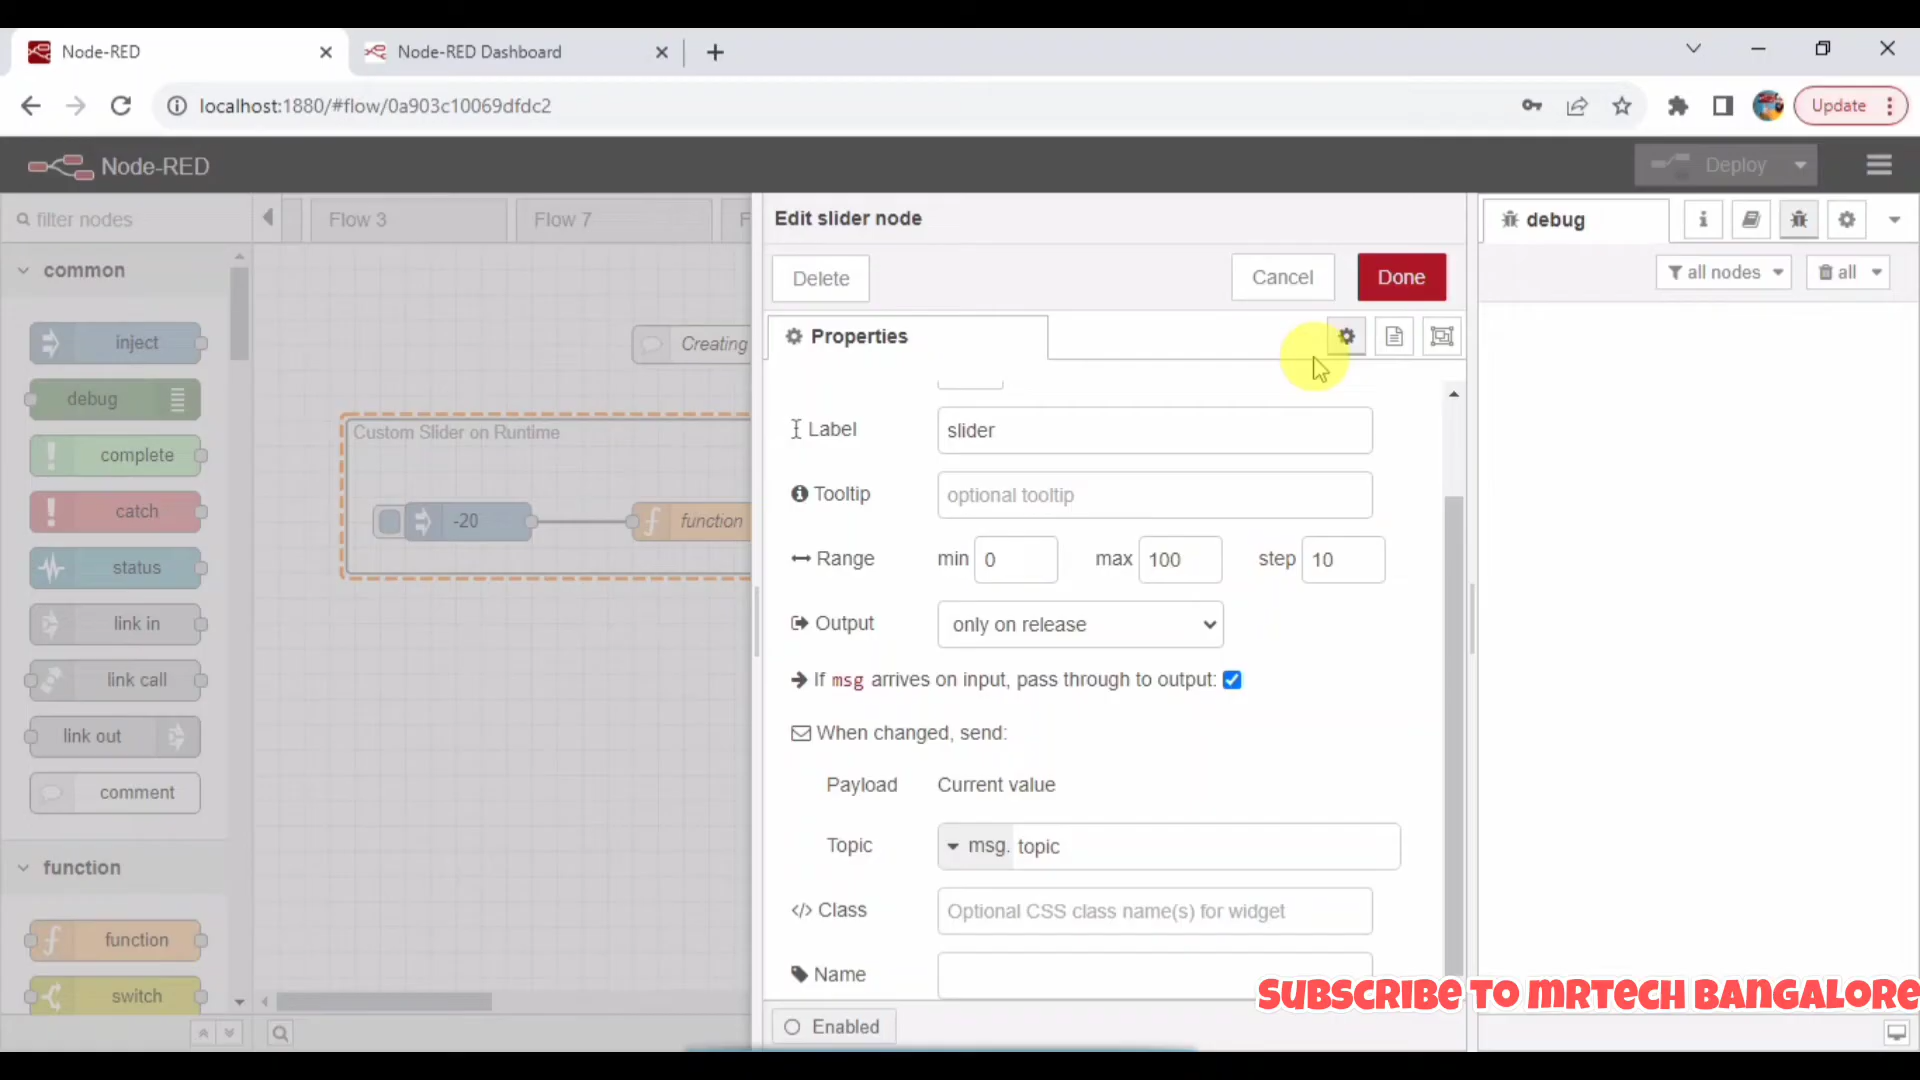 Node-RED
Node-RED Dashboard
localhost:1880/#flow/0a903c10069dfdc2
Update
Node-RED
Deploy
filter nodes
Flow 3
Flow 7
F
Edit slider node
debug
Delete
Cancel
Done
all nodes
all
common
Properties
inject
Creating
debug
Label
slider
Custom Slider on Runtime
complete
Tooltip
optional tooltip
catch
-20
function
Range
min 0
max 100
step 10
status
link in
Output
only on release
link call
If msg arrives on input, pass through to output:
link out
When changed, send:
comment
Payload
Current value
Topic
msg. topic
function
Class
Optional CSS class name(s) for widget
function
Name
switch
SUBSCRIBE TO MRTECH BANGALORE
Enabled